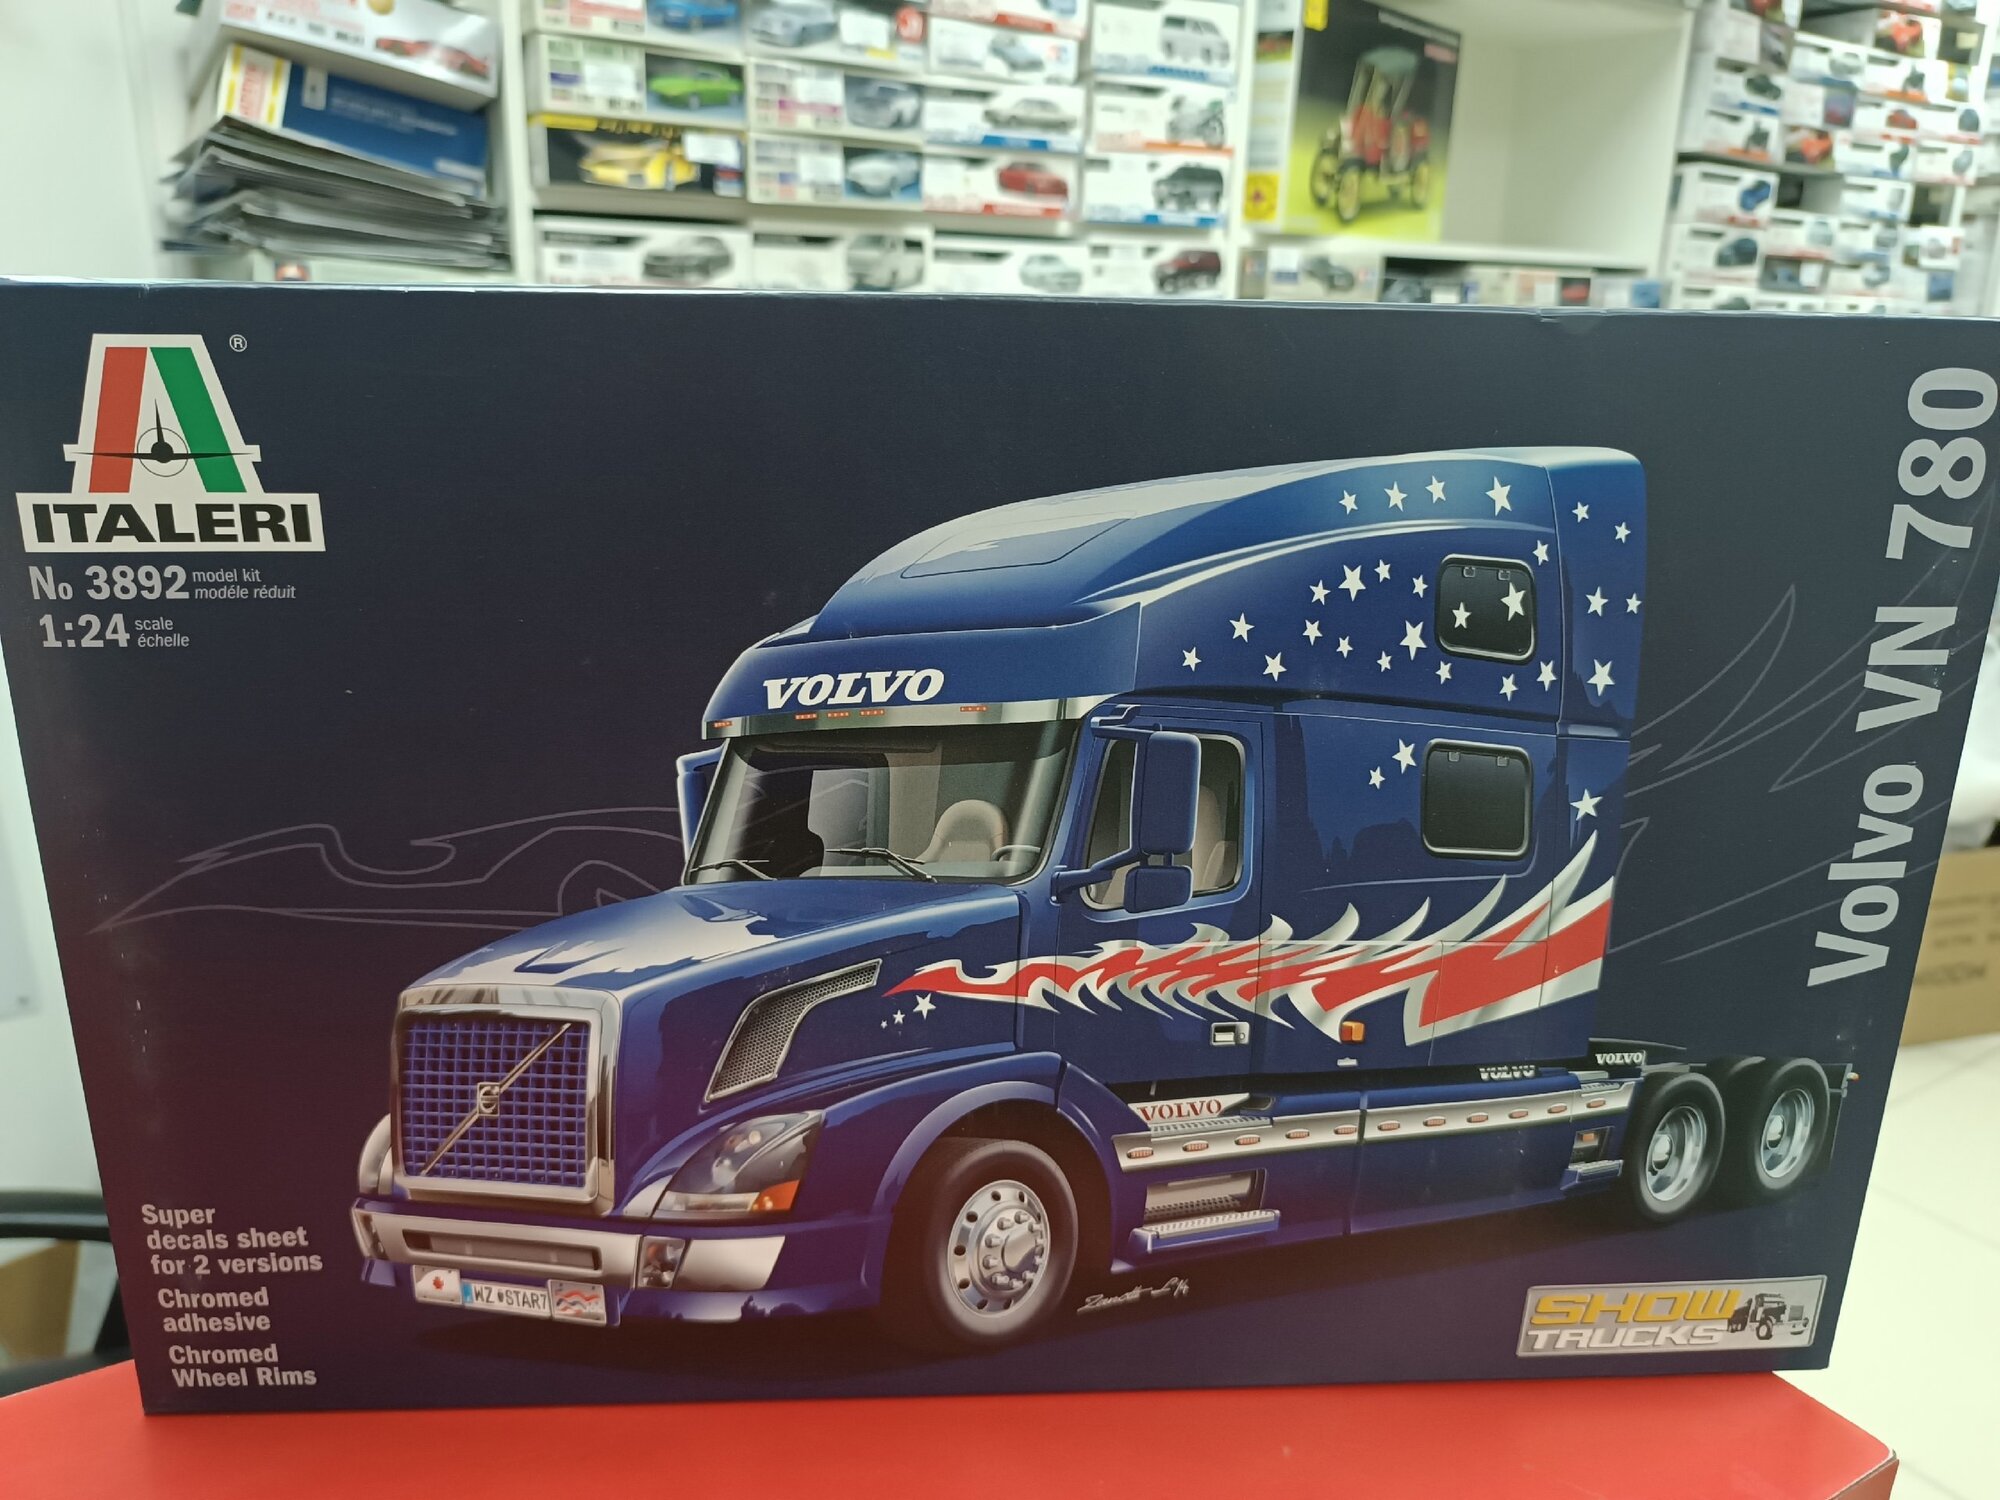 ®
ITALERI
No 3892 model kit
modéle réduit
1:24 scale
échelle
Volvo VN 780
VOLVO
VOLVO
VOLVO
VOLVO
WZ STAR7
ITALERI
Super
decals sheet
for 2 versions
Chromed
adhesive
Chromed
Wheel Rims
SHOW
TRUCKS